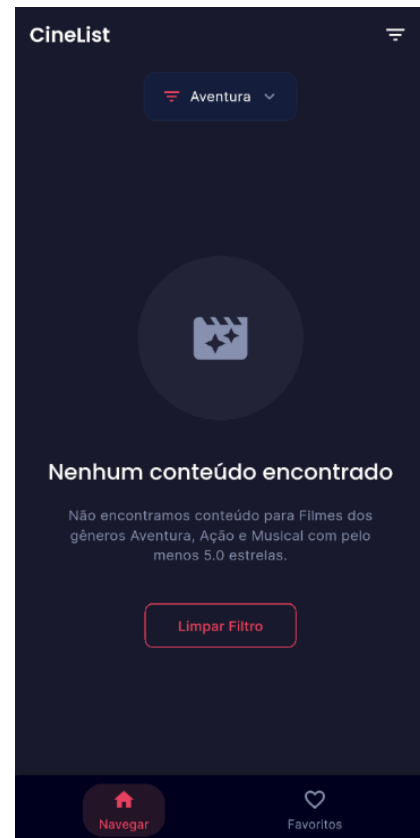 CineList
Aventura
Nenhum conteúdo encontrado
Não encontramos conteúdo para Filmes dos
gêneros Aventura, Ação e Musical com pelo
menos 5.0 estrelas.
Limpar Filtro
Navegar
Favoritos